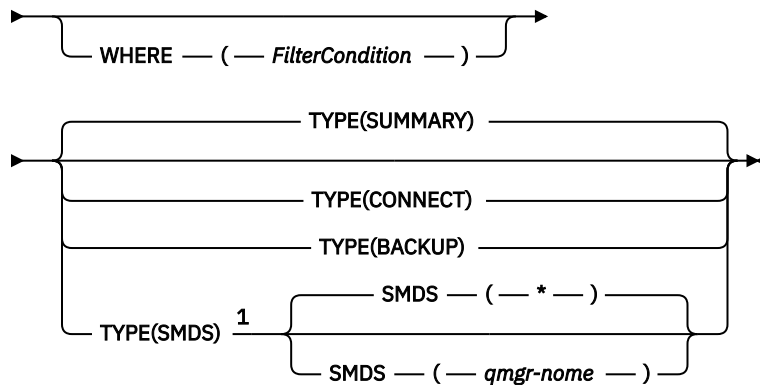 WHERE ( FilterCondition )
TYPE(SUMMARY)
TYPE(CONNECT)
TYPE(BACKUP)
SMDS ( * )
TYPE(SMDS) 1
SMDS ( qmgr-nome )